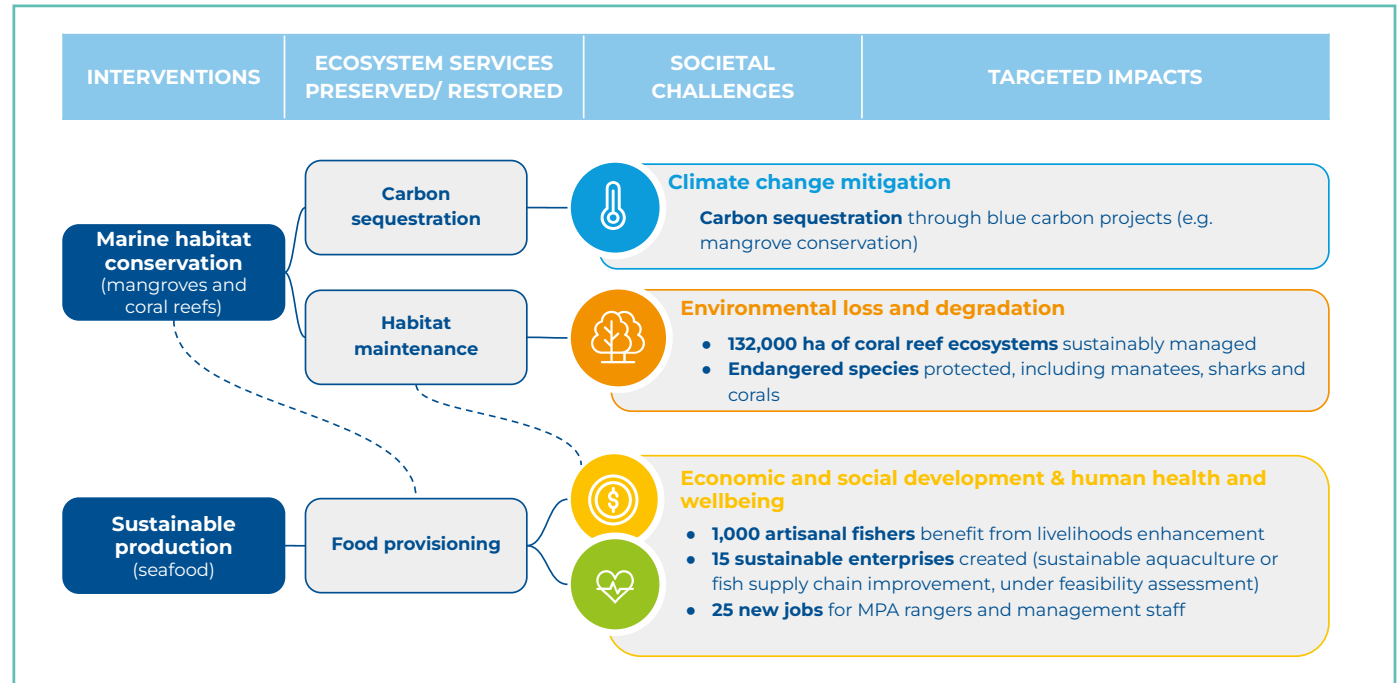 INTERVENTIONS
ECOSYSTEM SERVICES
PRESERVED/ RESTORED
SOCIETAL
CHALLENGES
TARGETED IMPACTS
Marine habitat
conservation
(mangroves and
coral reefs)
Carbon
sequestration
Climate change mitigation
Carbon sequestration through blue carbon projects (e.g.
mangrove conservation)
Habitat
maintenance
Environmental loss and degradation
● 132,000 ha of coral reef ecosystems sustainably managed
● Endangered species protected, including manatees, sharks and
corals
Sustainable
production
(seafood)
Food provisioning
$
Economic and social development & human health and
wellbeing
● 1,000 artisanal fishers benefit from livelihoods enhancement
● 15 sustainable enterprises created (sustainable aquaculture or
fish supply chain improvement, under feasibility assessment)
● 25 new jobs for MPA rangers and management staff